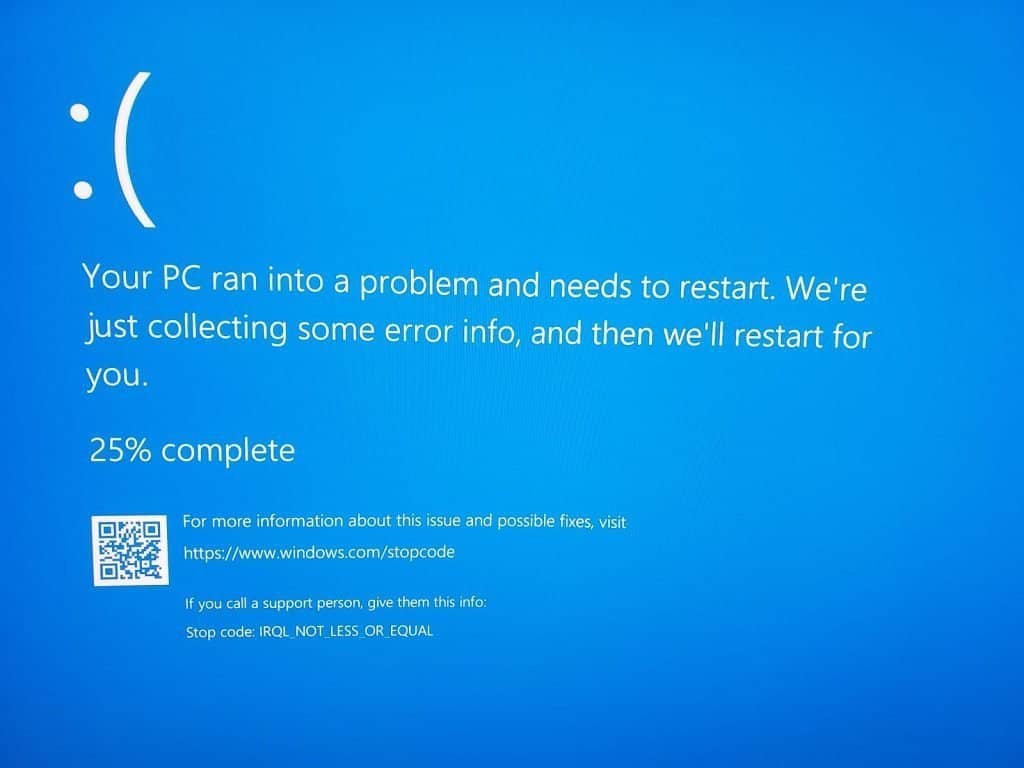 :(
Your PC ran into a problem and needs to restart. We're
just collecting some error info, and then we'll restart for
you.
25% complete
For more information about this issue and possible fixes, visit
https://www.windows.com/stopcode
If you call a support person, give them this info:
Stop code: IRQL_NOT_LESS_OR_EQUAL